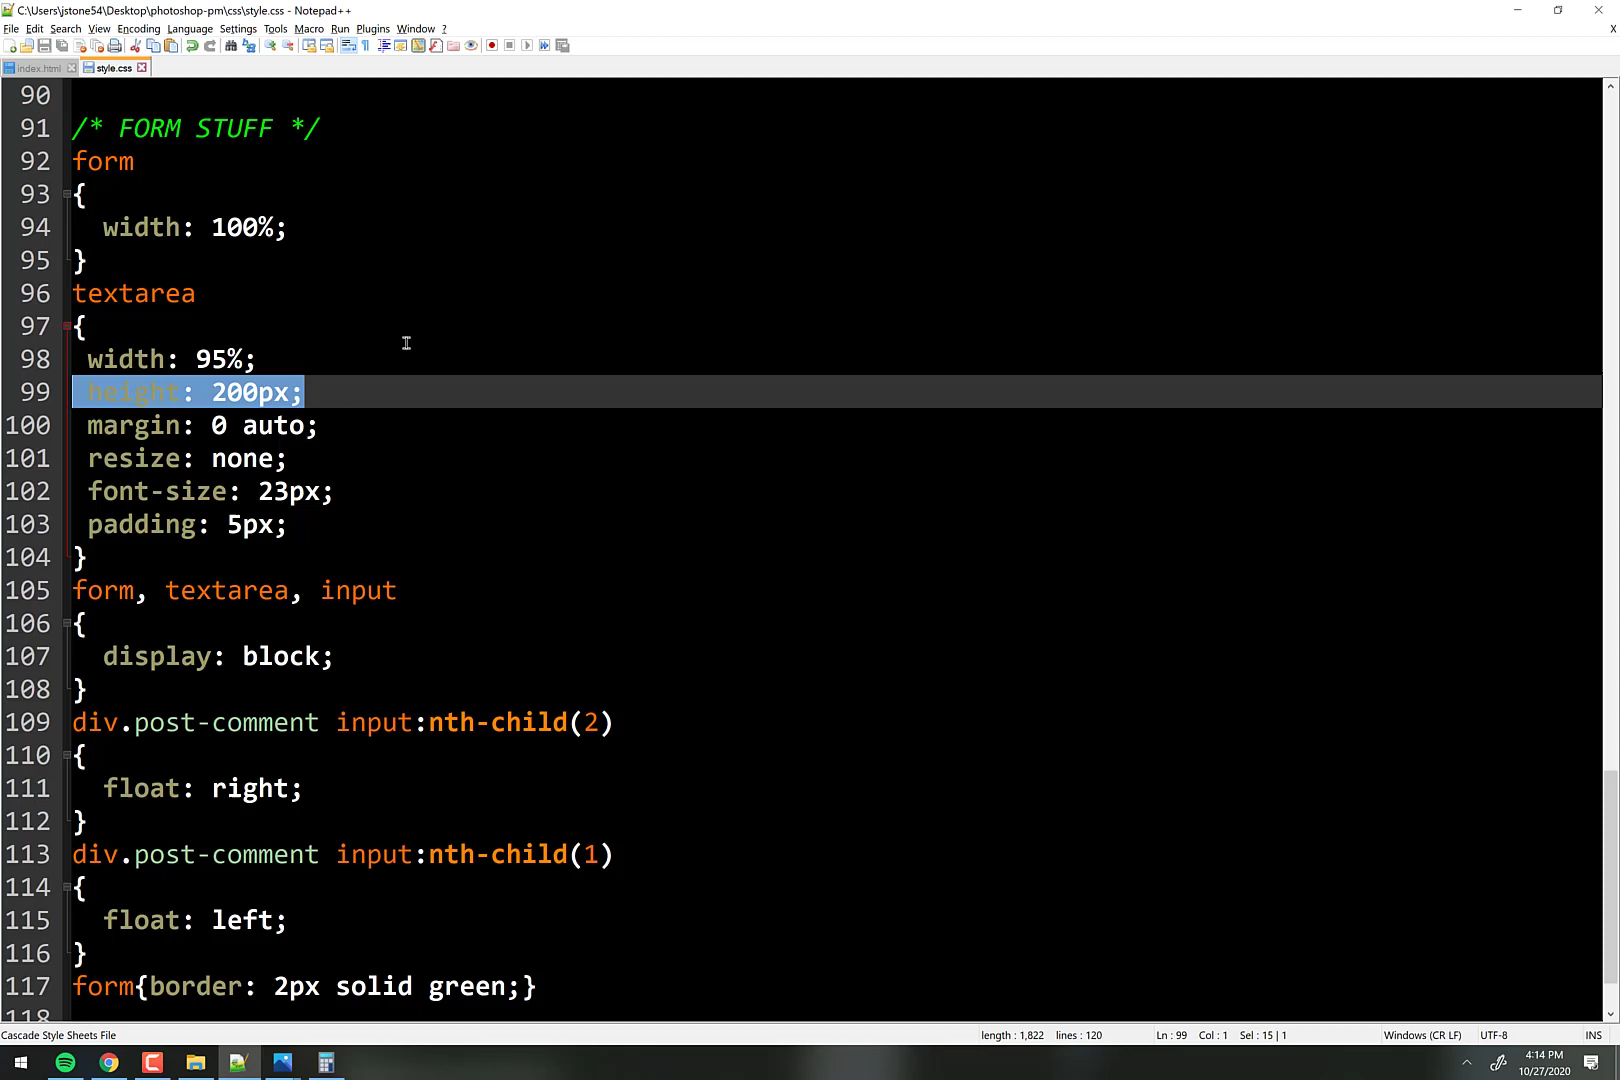 C:\Users\jstone54\Desktop\photoshop-pm\css\style.css - Notepad++
File Edit Search View Encoding Language Settings Tools Macro Run Plugins Window ?
X
index.html style.css
90
91 /* FORM STUFF */
92 form
93 {
94 width: 100%;
95 }
96 textarea
97 {
98 width: 95%;
99 height: 200px;
100 margin: 0 auto;
101 resize: none;
102 font-size: 23px;
103 padding: 5px;
104 }
105 form, textarea, input
106 {
107 display: block;
108 }
109 div.post-comment input:nth-child(2)
110 {
111 float: right;
112 }
113 div.post-comment input:nth-child(1)
114 {
115 float: left;
116 }
117 form{border: 2px solid green;}
118
Cascade Style Sheets File length : 1,822 lines : 120 Ln : 99 Col : 1 Sel : 15 | 1 Windows (CR LF) UTF-8 INS
4:14 PM
10/27/2020